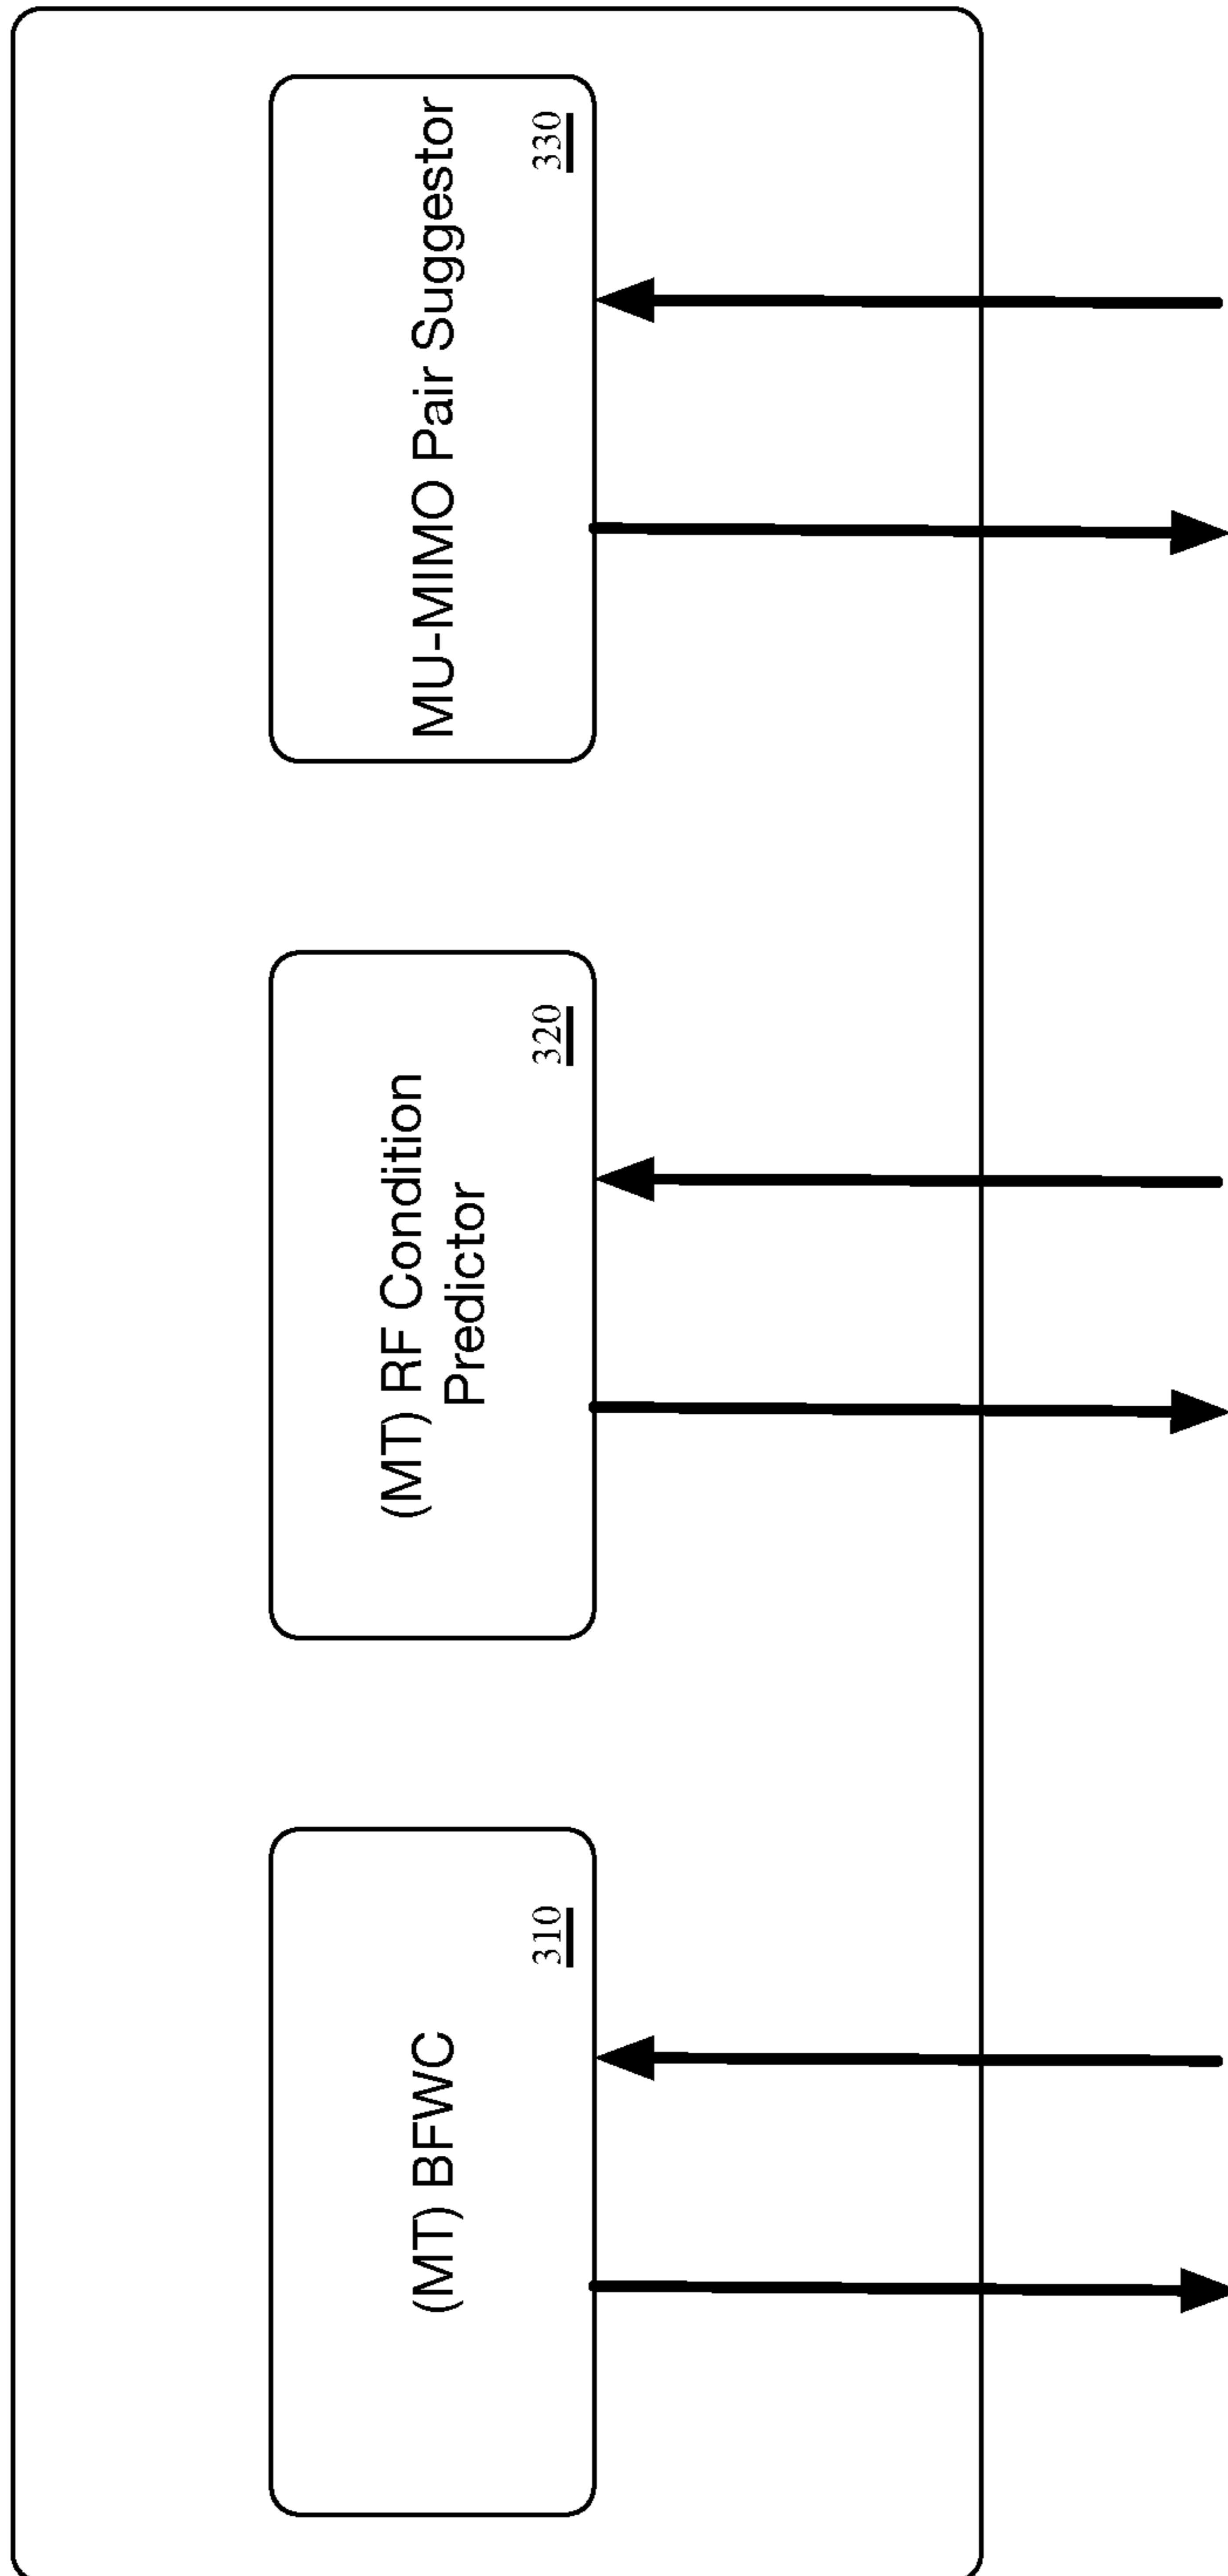 (MT) BFWC
310
(MT) RF Condition
Predictor
320
MU-MIMO Pair Suggestor
330